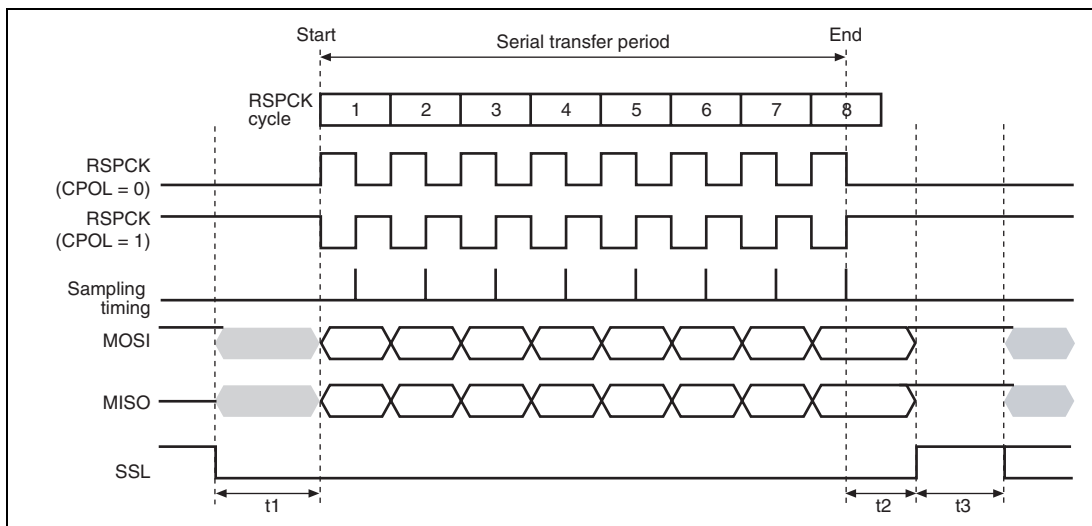 Start
Serial transfer period
End
RSPCK
cycle
1 2 3 4 5 6 7 8
RSPCK
(CPOL = 0)
RSPCK
(CPOL = 1)
Sampling
timing
MOSI
MISO
SSL
t1
t2
t3